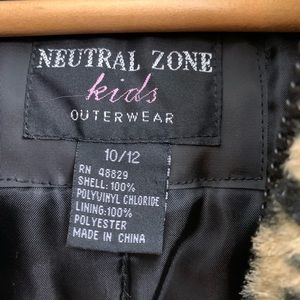 NEUTRAL ZONE
kids
OUTERWEAR
10/12
RN 48829
SHELL: 100%
POLYVINYL CHLORIDE
LINING: 100%
POLYESTER
MADE IN CHINA